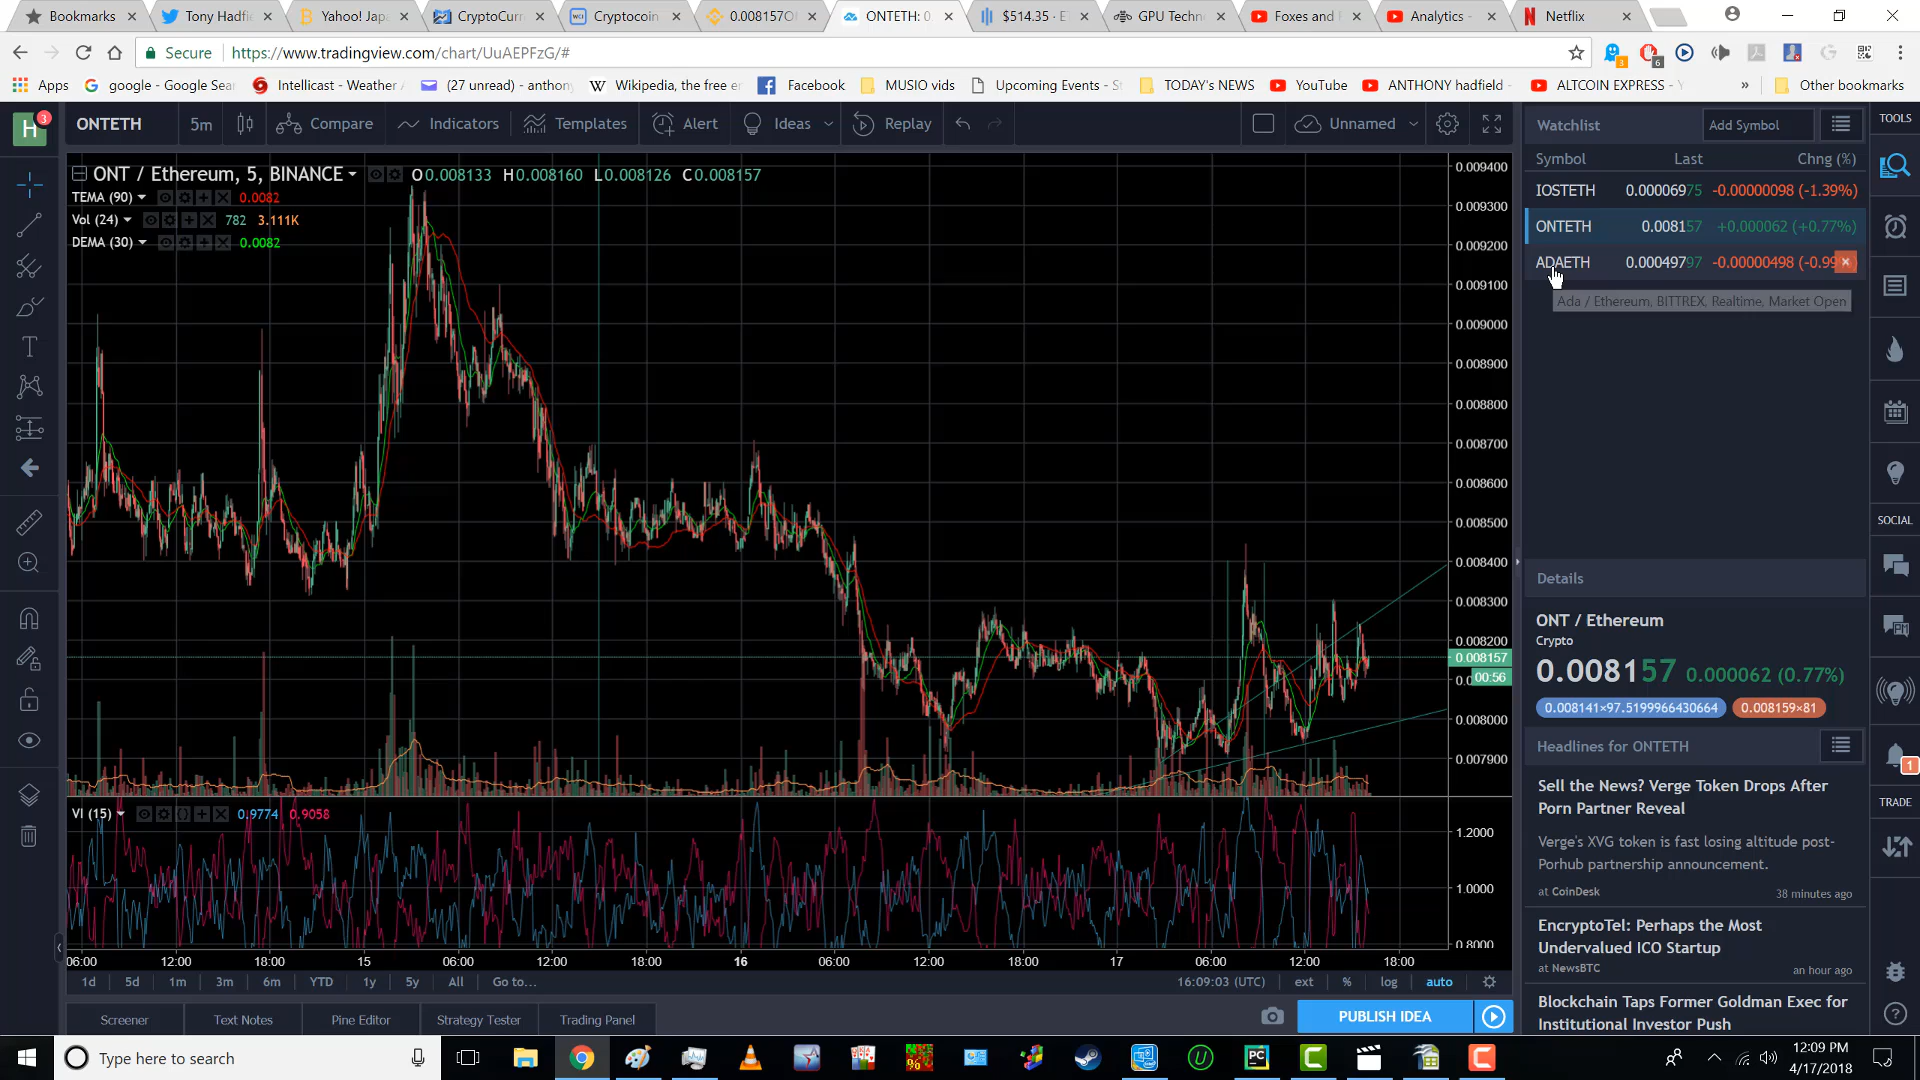 Bookmarks
Tony Hadfi
Yahoo! Jap
CryptoCurr
Cryptocoin
0.008157ON
ONTETH: 0
$514.35 - E
GPU Techn
Foxes and
Analytics -
Netflix
Secure https://www.tradingview.com/chart/UuAEPFzG/#
3 6
Apps google - Google Sear Intellicast - Weather (27 unread) - anthony Wikipedia, the free e Facebook MUSIO vids Upcoming Events - S TODAY's NEWS YouTube ANTHONY hadfield ALTCOIN EXPRESS - Y » Other bookmarks
H 3
ONTETH 5m Compare Indicators Templates Alert Ideas Replay Unnamed
Watchlist Add Symbol
TOOLS
Symbol Last Chng (%)
IOSTETH 0.00006975 -0.00000098 (-1.39%)
ONTETH 0.008157 +0.000062 (+0.77%)
ADAETH 0.00049797 -0.00000498 (-0.99
Ada / Ethereum, BITTREX, Realtime, Market Open
ONT / Ethereum, 5, BINANCE O0.008133 H0.008160 L0.008126 C0.008157
TEMA (90) 0.0082
Vol (24) 782 3.111K
DEMA (30) 0.0082
0.009400
0.009300
0.009200
0.009100
0.009000
0.008900
0.008800
0.008700
0.008600
0.008500
0.008400
0.008300
0.008200
0.008157
00:56
0.008000
0.007900
VI (15) 0.9774 0.9058
1.2000
1.0000
0.8000
06:00 12:00 18:00 15 06:00 12:00 18:00 16 06:00 12:00 18:00 17 06:00 12:00 18:00
1d 5d 1m 3m 6m YTD 1y 5y All Go to... 16:09:03 (UTC) ext % log auto
Screener Text Notes Pine Editor Strategy Tester Trading Panel PUBLISH IDEA
SOCIAL
Details
ONT / Ethereum
Crypto
0.008157 0.000062 (0.77%)
0.008141×97.5199966430664 0.008159×81
Headlines for ONTETH
1
Sell the News? Verge Token Drops After
Porn Partner Reveal
TRADE
Verge's XVG token is fast losing altitude post-
Porhub partnership announcement.
at CoinDesk 38 minutes ago
EncryptoTel: Perhaps the Most
Undervalued ICO Startup
at NewsBTC an hour ago
Blockchain Taps Former Goldman Exec for
Institutional Investor Push
Type here to search
12:09 PM
4/17/2018